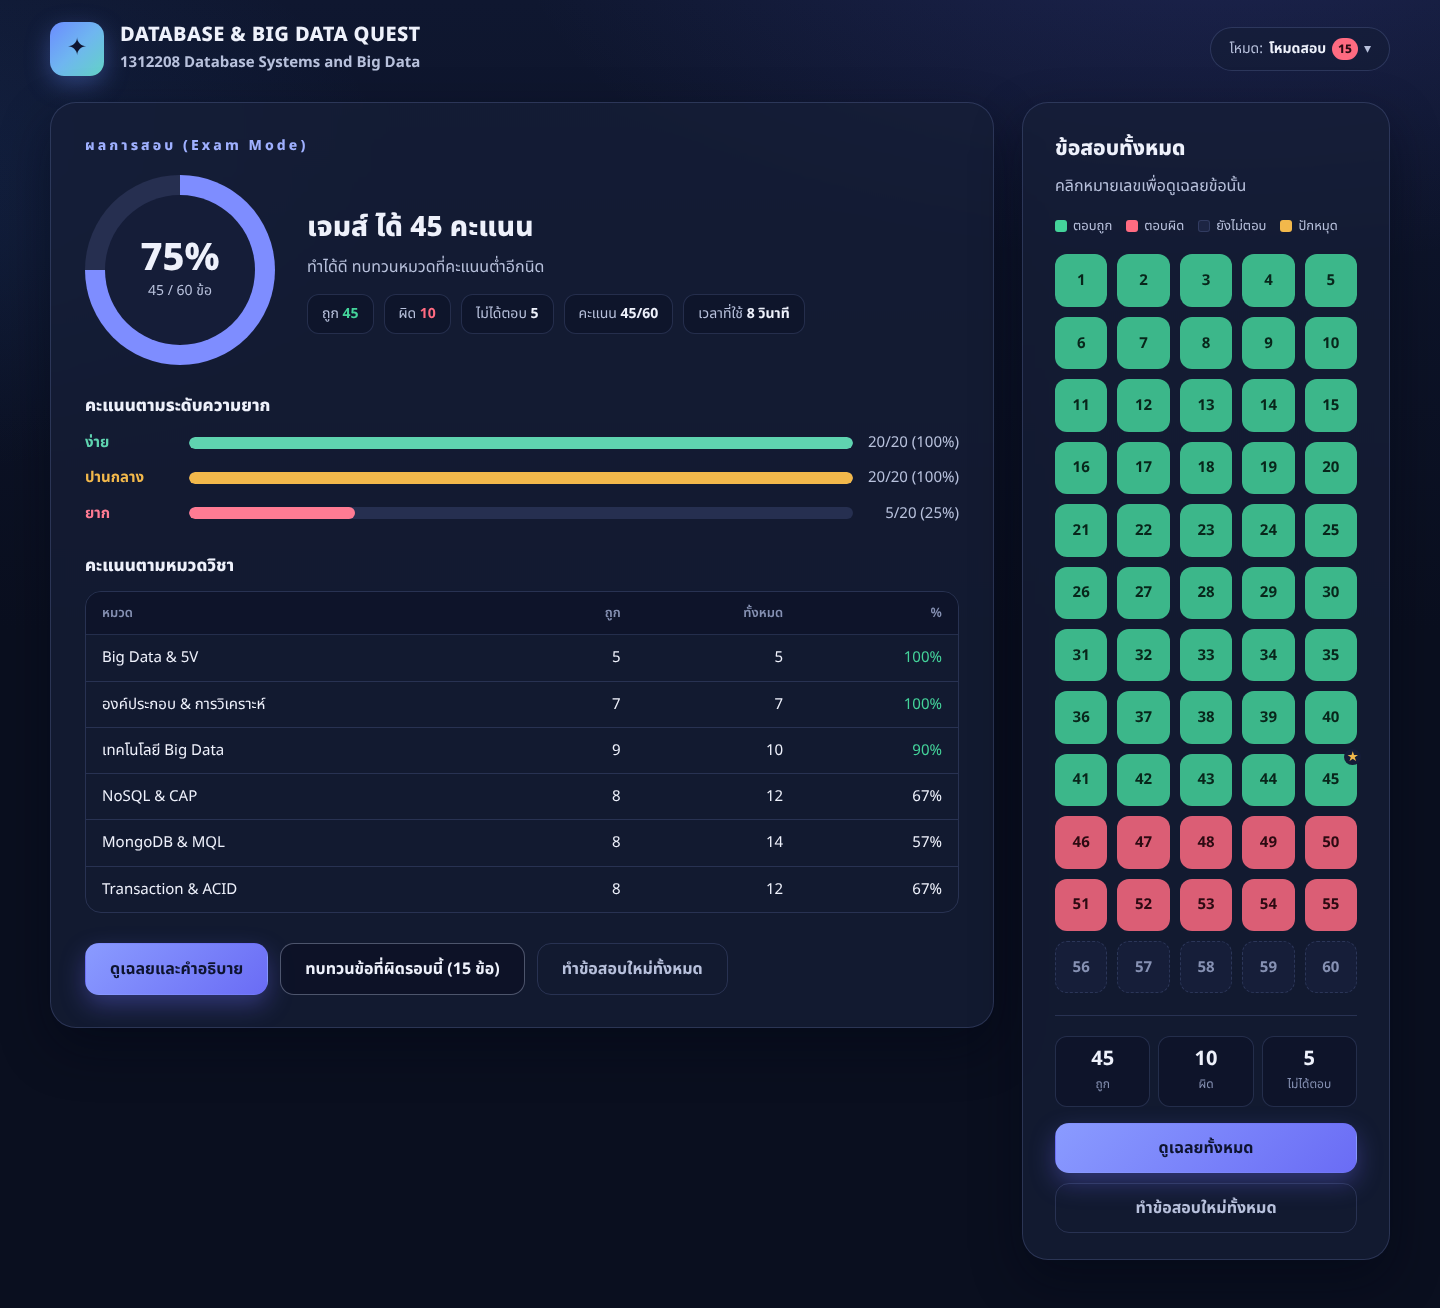 ✦
DATABASE & BIG DATA QUEST
1312208 Database Systems and Big Data
โหมด: โหมดสอบ 15 ▾
ผลการสอบ (Exam Mode)
75%
45 / 60 ข้อ
เจมส์ ได้ 45 คะแนน
ทำได้ดี ทบทวนหมวดที่คะแนนต่ำอีกนิด
ถูก 45
ผิด 10
ไม่ได้ตอบ 5
คะแนน 45/60
เวลาที่ใช้ 8 วินาที
คะแนนตามระดับความยาก
ง่าย 20/20 (100%)
ปานกลาง 20/20 (100%)
ยาก 5/20 (25%)
คะแนนตามหมวดวิชา
หมวด ถูก ทั้งหมด %
Big Data & 5V 5 5 100%
องค์ประกอบ & การวิเคราะห์ 7 7 100%
เทคโนโลยี Big Data 9 10 90%
NoSQL & CAP 8 12 67%
MongoDB & MQL 8 14 57%
Transaction & ACID 8 12 67%
ดูเฉลยและคำอธิบาย
ทบทวนข้อที่ผิดรอบนี้ (15 ข้อ)
ทำข้อสอบใหม่ทั้งหมด
ข้อสอบทั้งหมด
คลิกหมายเลขเพื่อดูเฉลยข้อนั้น
ตอบถูก ตอบผิด ยังไม่ตอบ ปักหมุด
1 2 3 4 5
6 7 8 9 10
11 12 13 14 15
16 17 18 19 20
21 22 23 24 25
26 27 28 29 30
31 32 33 34 35
36 37 38 39 40
41 42 43 44 45 ★
46 47 48 49 50
51 52 53 54 55
56 57 58 59 60
45 10 5
ถูก ผิด ไม่ได้ตอบ
ดูเฉลยทั้งหมด
ทำข้อสอบใหม่ทั้งหมด